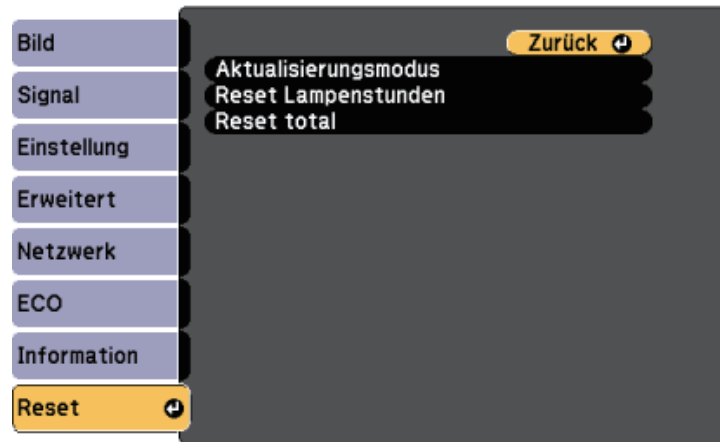 Bild
Signal
Einstellung
Erweitert
Netzwerk
ECO
Information
Reset
Zurück
Aktualisierungsmodus
Reset Lampenstunden
Reset total